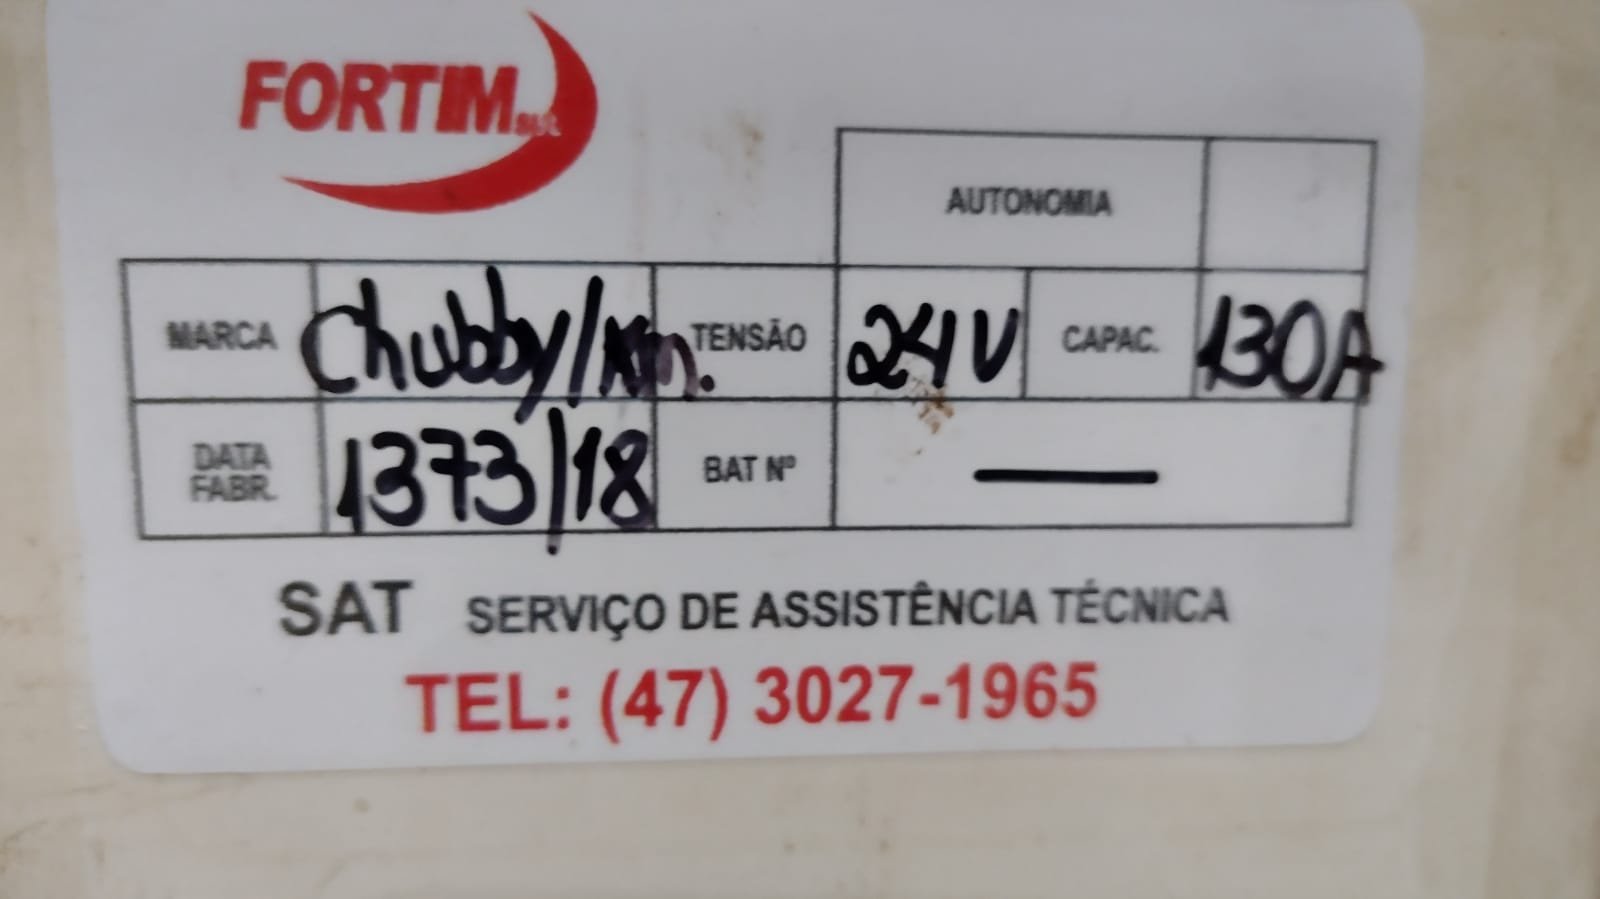 FORTIM SUL
AUTONOMIA
MARCA Chubby/ TENSÃO 24V CAPAC. 130A
DATA FABR. 1373/18 BAT Nº —
SAT SERVIÇO DE ASSISTÊNCIA TÉCNICA
TEL: (47) 3027-1965